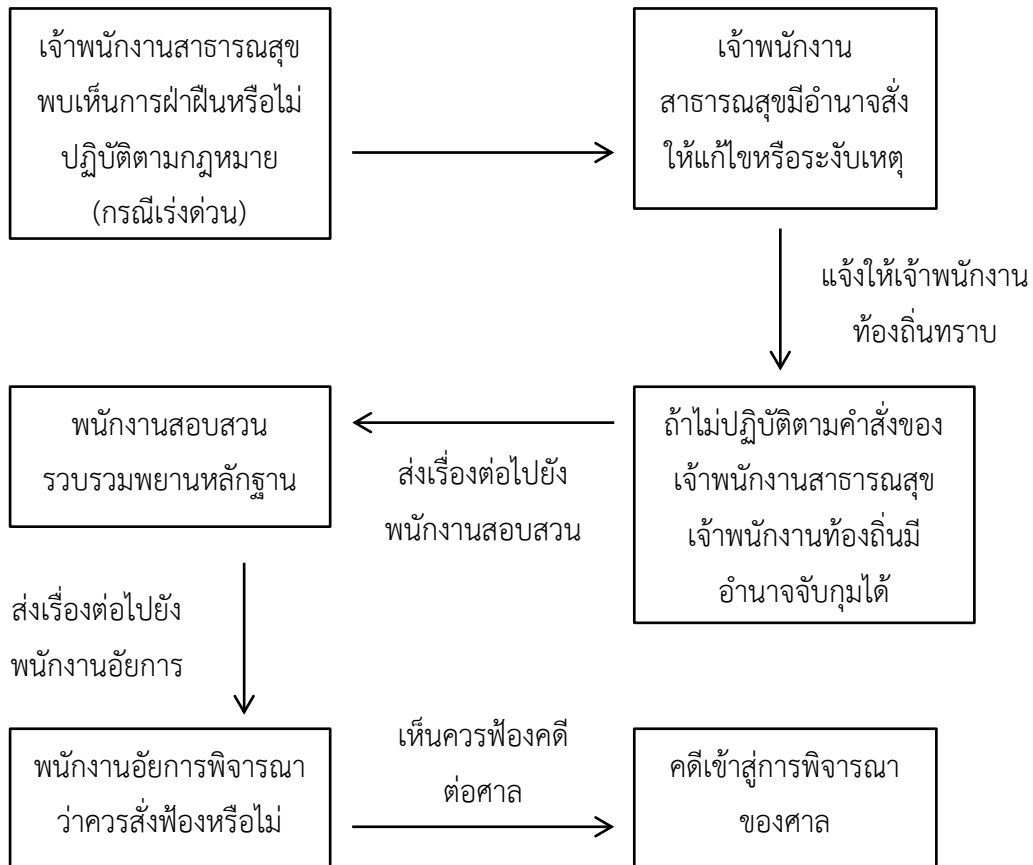 เจ้าพนักงานสาธารณสุข
พบเห็นการฝ่าฝืนหรือไม่
ปฏิบัติตามกฎหมาย
(กรณีเร่งด่วน)
เจ้าพนักงาน
สาธารณสุขมีอำนาจสั่ง
ให้แก้ไขหรือระงับเหตุ
แจ้งให้เจ้าพนักงาน
ท้องถิ่นทราบ
ถ้าไม่ปฏิบัติตามคำสั่งของ
เจ้าพนักงานสาธารณสุข
เจ้าพนักงานท้องถิ่นมี
อำนาจจับกุมได้
ส่งเรื่องต่อไปยัง
พนักงานสอบสวน
พนักงานสอบสวน
รวบรวมพยานหลักฐาน
ส่งเรื่องต่อไปยัง
พนักงานอัยการ
พนักงานอัยการพิจารณา
ว่าควรสั่งฟ้องหรือไม่
เห็นควรฟ้องคดี
ต่อศาล
คดีเข้าสู่การพิจารณา
ของศาล